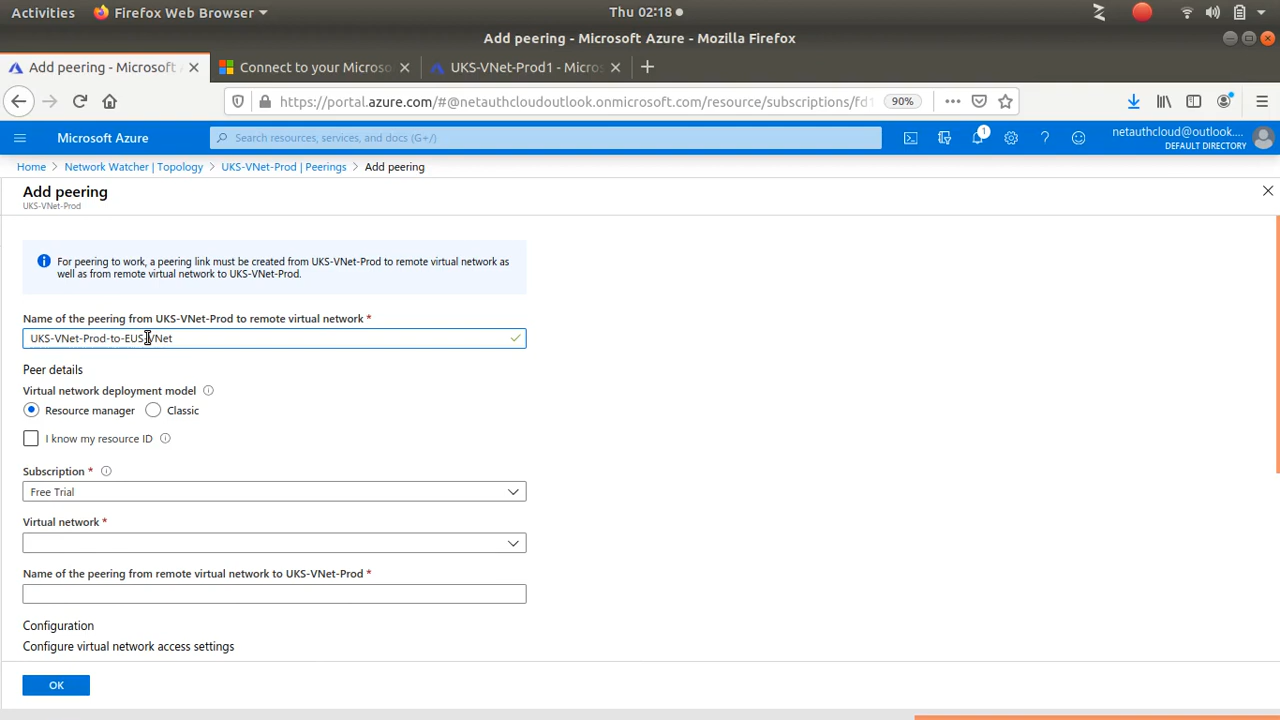 Activities Firefox Web Browser Thu 02:18
Add peering - Microsoft Azure - Mozilla Firefox
Add peering - Microsoft A Connect to your Microso UKS-VNet-Prod1 - Micros
https://portal.azure.com/#@netauthcloudoutlook.onmicrosoft.com/resource/subscriptions/fd1 90%
Microsoft Azure Search resources, services, and docs (G+/) 1 netauthcloud@outlook....
DEFAULT DIRECTORY
Home > Network Watcher | Topology > UKS-VNet-Prod | Peerings > Add peering
Add peering
UKS-VNet-Prod
For peering to work, a peering link must be created from UKS-VNet-Prod to remote virtual network as
well as from remote virtual network to UKS-VNet-Prod.
Name of the peering from UKS-VNet-Prod to remote virtual network *
UKS-VNet-Prod-to-EUS-VNet
Peer details
Virtual network deployment model
Resource manager Classic
I know my resource ID
Subscription *
Free Trial
Virtual network *
Name of the peering from remote virtual network to UKS-VNet-Prod *
Configuration
Configure virtual network access settings
OK